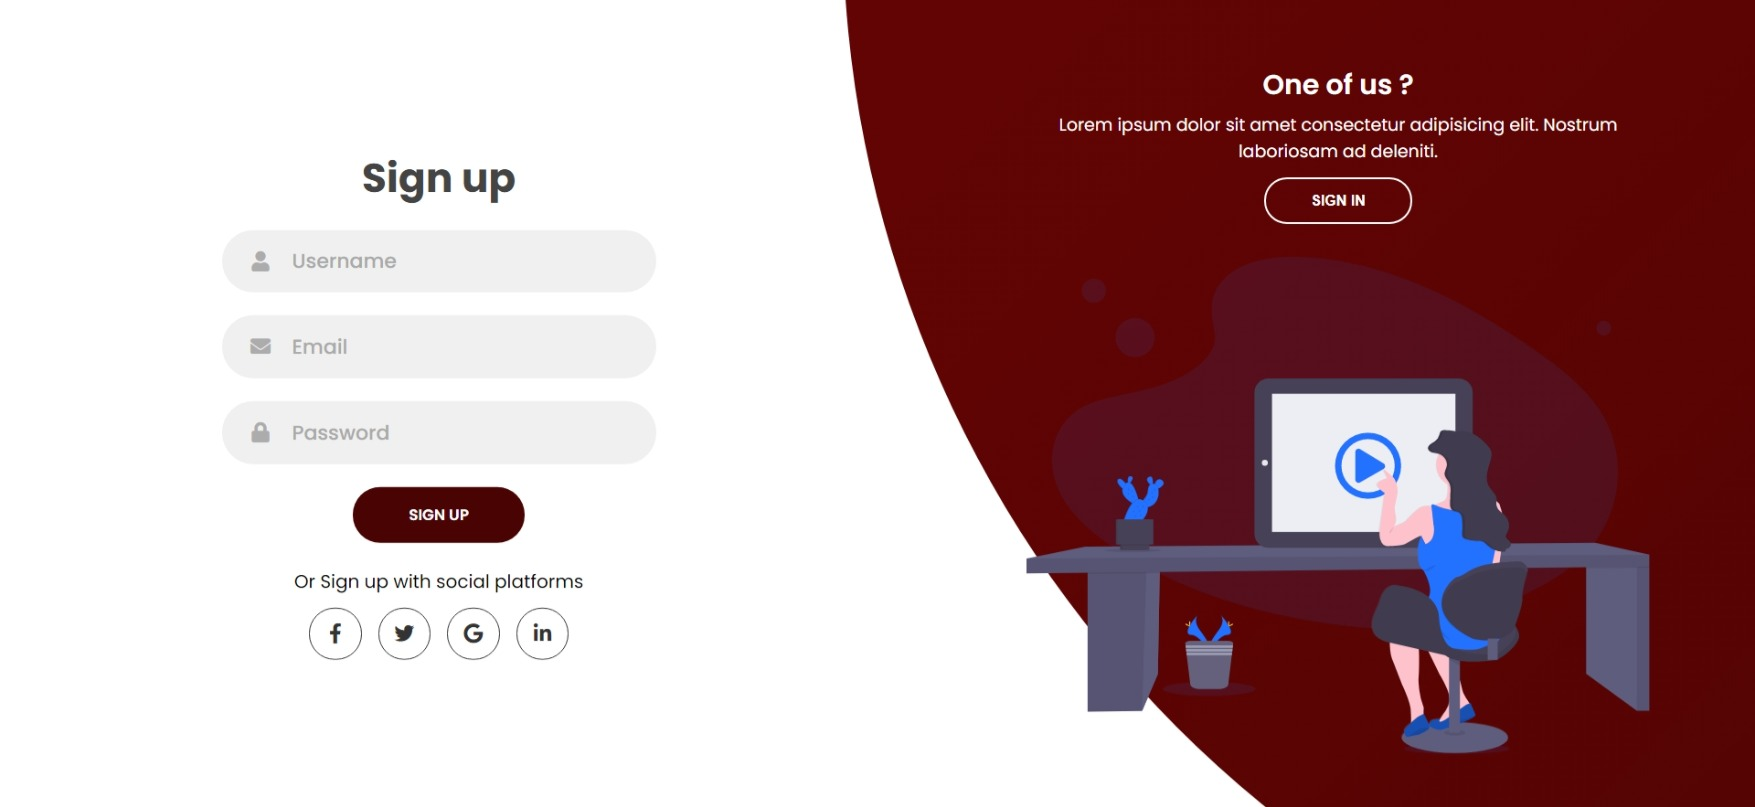 Sign up
Username
Email
Password
SIGN UP
Or Sign up with social platforms
One of us ?
Lorem ipsum dolor sit amet consectetur adipisicing elit. Nostrum
laboriosam ad deleniti.
SIGN IN